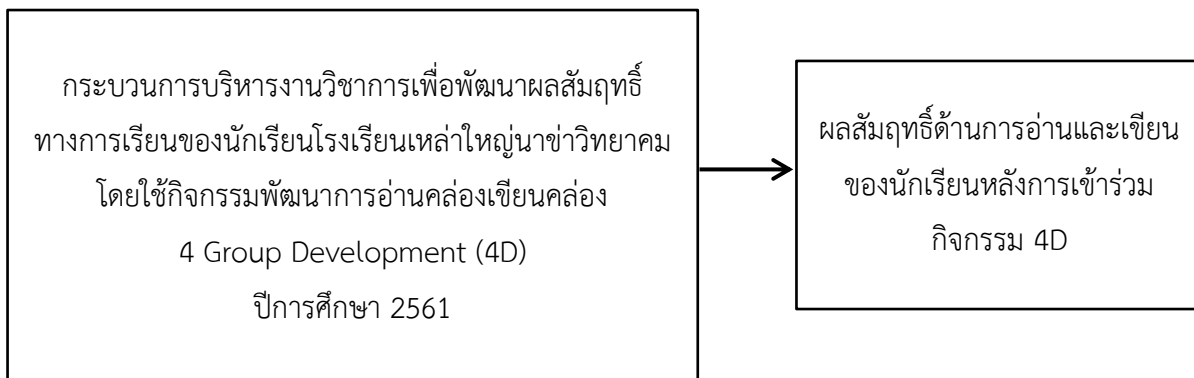 กระบวนการบริหารงานวิชาการเพื่อพัฒนาผลสัมฤทธิ์
ทางการเรียนของนักเรียนโรงเรียนเหล่าใหญ่นาข่าวิทยาคม
โดยใช้กิจกรรมพัฒนาการอ่านคล่องเขียนคล่อง
4 Group Development (4D)
ปีการศึกษา 2561
ผลสัมฤทธิ์ด้านการอ่านและเขียน
ของนักเรียนหลังการเข้าร่วม
กิจกรรม 4D